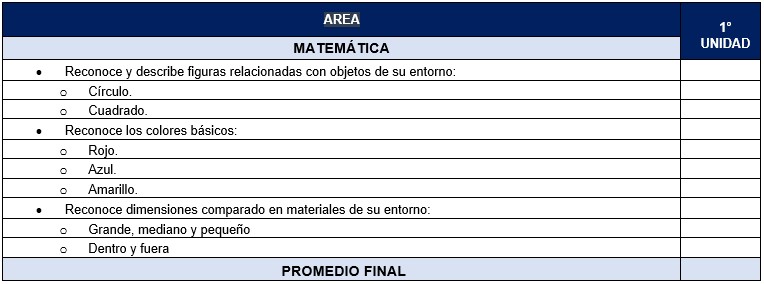 AREA
1°
UNIDAD
MATEMÁTICA
• Reconoce y describe figuras relacionadas con objetos de su entorno:
o Círculo.
o Cuadrado.
• Reconoce los colores básicos:
o Rojo.
o Azul.
o Amarillo.
• Reconoce dimensiones comparado en materiales de su entorno:
o Grande, mediano y pequeño
o Dentro y fuera
PROMEDIO FINAL